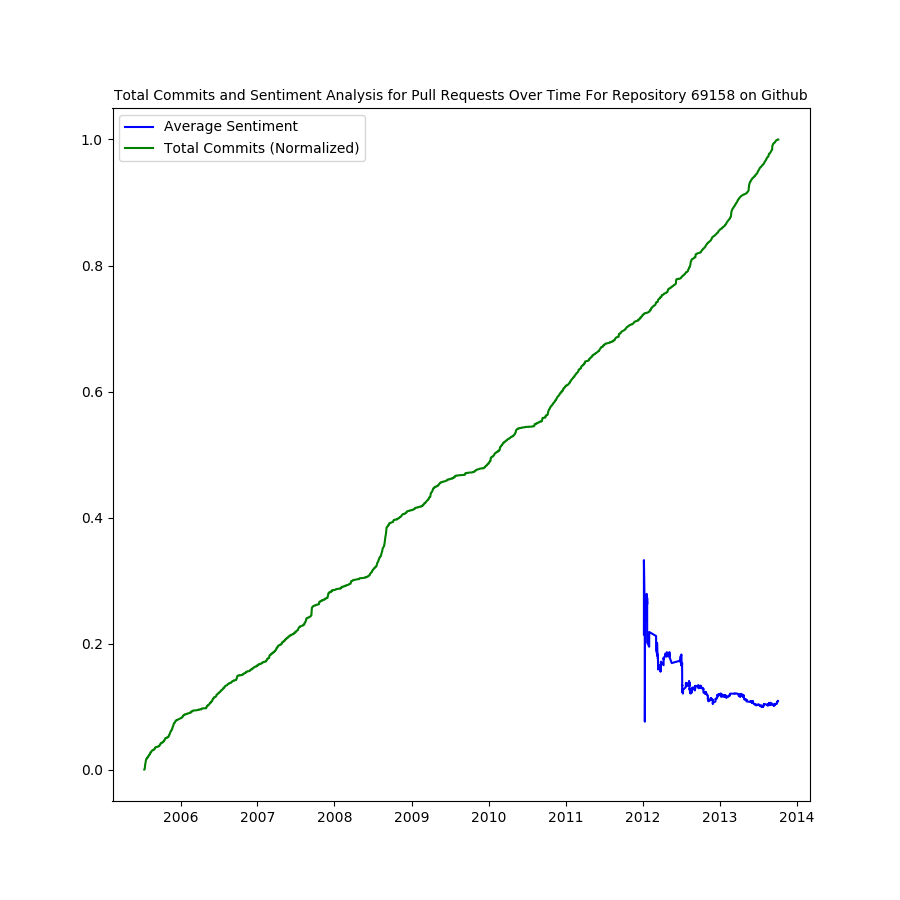 Total Commits and Sentiment Analysis for Pull Requests Over Time For Repository 69158 on Github
Average Sentiment
Total Commits (Normalized)
1.0
0.8
0.6
0.4
0.2
0.0
2006 2007 2008 2009 2010 2011 2012 2013 2014